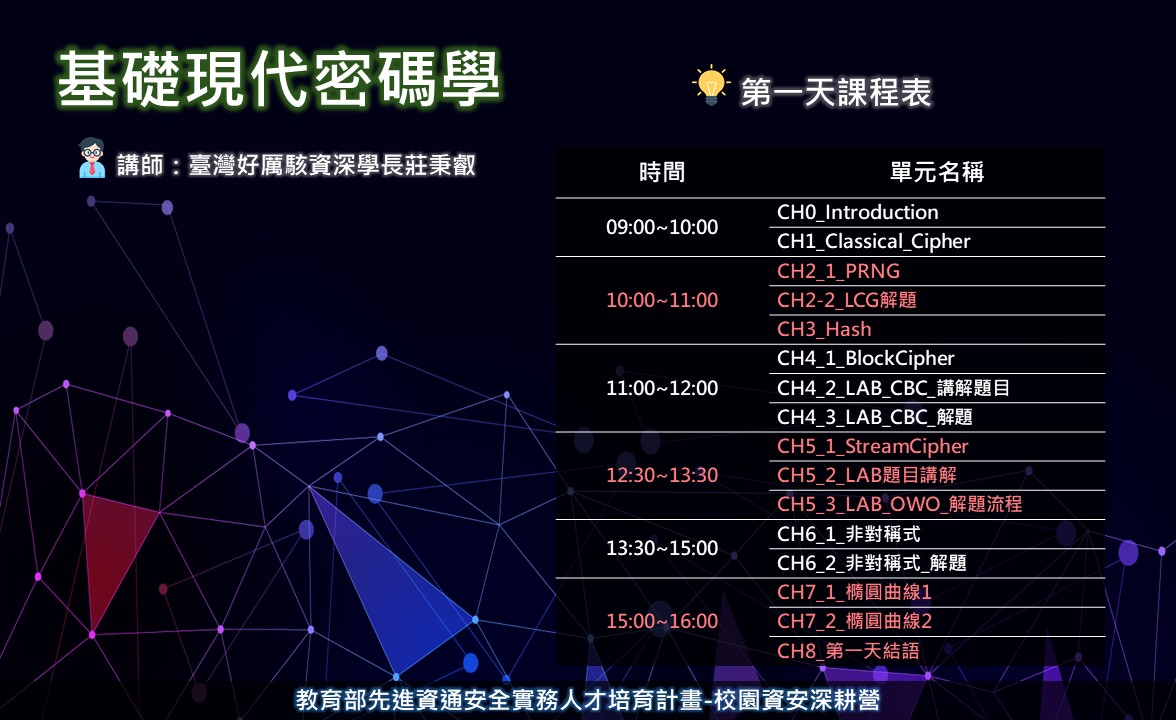 基礎現代密碼學
講師：臺灣好厲駭資深學長莊秉叡
第一天課程表
時間 單元名稱
09:00~10:00
CH0_Introduction
CH1_Classical_Cipher
10:00~11:00
CH2_1_PRNG
CH2-2_LCG解題
CH3_Hash
11:00~12:00
CH4_1_BlockCipher
CH4_2_LAB_CBC_講解題目
CH4_3_LAB_CBC_解題
12:30~13:30
CH5_1_StreamCipher
CH5_2_LAB題目講解
CH5_3_LAB_OWO_解題流程
13:30~15:00
CH6_1_非對稱式
CH6_2_非對稱式_解題
15:00~16:00
CH7_1_橢圓曲線1
CH7_2_橢圓曲線2
CH8_第一天結語
教育部先進資通安全實務人才培育計畫-校園資安深耕營